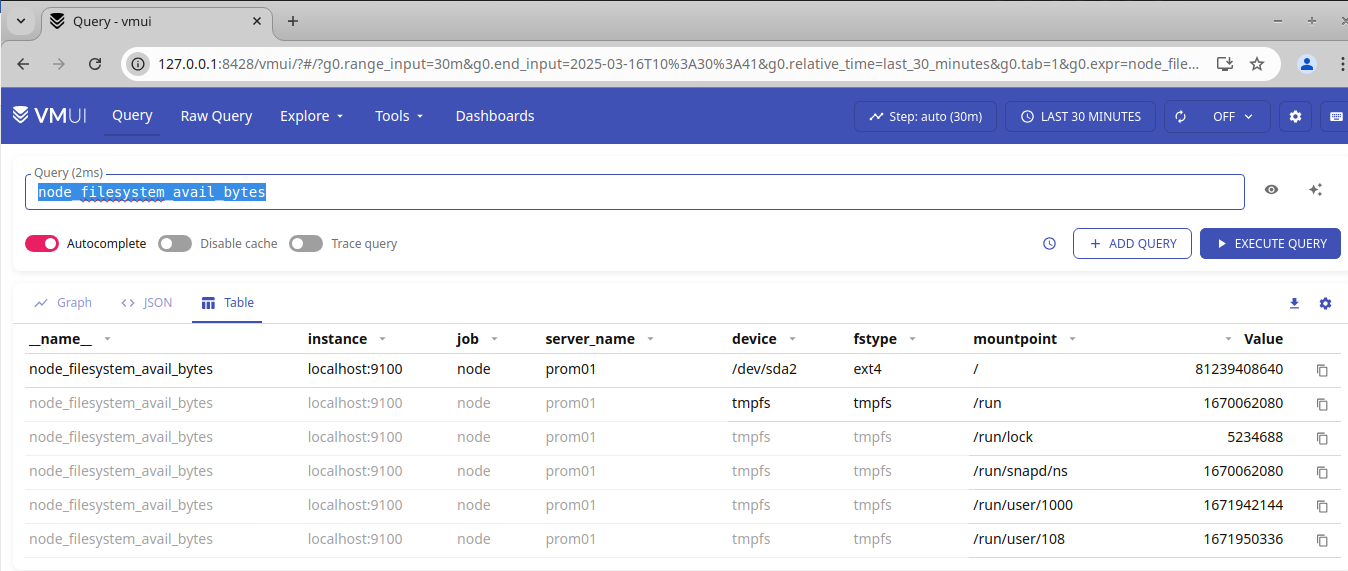 Query - vmui
127.0.0.1:8428/vmui/?#/?g0.range_input=30m&g0.end_input=2025-03-16T10%3A30%3A41&g0.relative_time=last_30_minutes&g0.tab=1&g0.expr=node_file...
VMUI Query Raw Query Explore Tools Dashboards Step: auto (30m) LAST 30 MINUTES OFF
Query (2ms)
node_filesystem_avail_bytes
Autocomplete Disable cache Trace query ADD QUERY EXECUTE QUERY
Graph <> JSON Table
__name__ instance job server_name device fstype mountpoint Value
node_filesystem_avail_bytes localhost:9100 node prom01 /dev/sda2 ext4 / 81239408640
node_filesystem_avail_bytes localhost:9100 node prom01 tmpfs tmpfs /run 1670062080
node_filesystem_avail_bytes localhost:9100 node prom01 tmpfs tmpfs /run/lock 5234688
node_filesystem_avail_bytes localhost:9100 node prom01 tmpfs tmpfs /run/snapd/ns 1670062080
node_filesystem_avail_bytes localhost:9100 node prom01 tmpfs tmpfs /run/user/1000 1671942144
node_filesystem_avail_bytes localhost:9100 node prom01 tmpfs tmpfs /run/user/108 1671950336